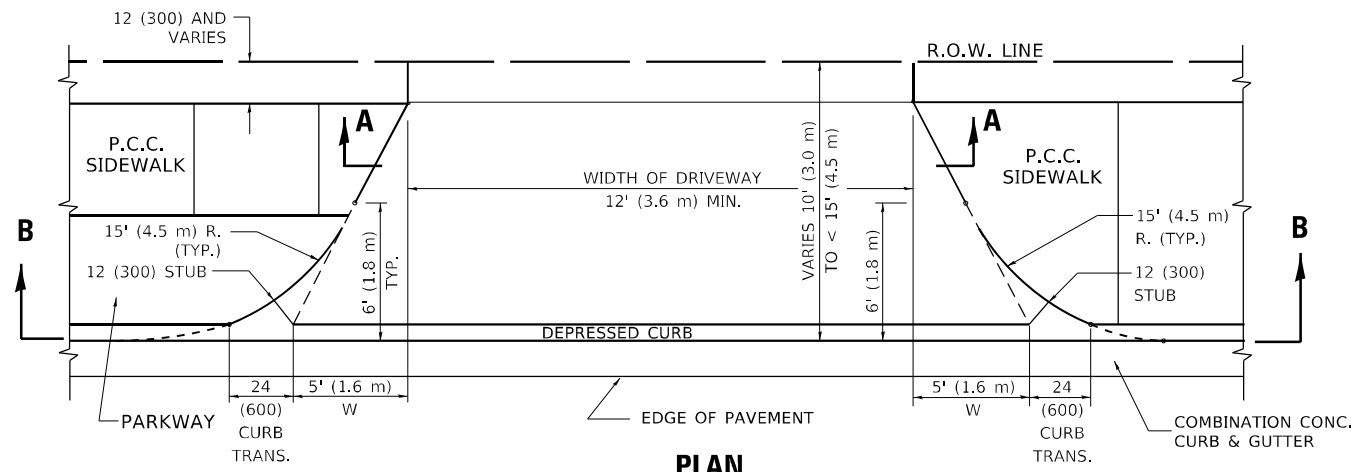 12 (300) AND
VARIES
R.O.W. LINE
A
A
P.C.C.
SIDEWALK
P.C.C.
SIDEWALK
WIDTH OF DRIVEWAY
12' (3.6 m) MIN.
VARIES 10' (3.0 m)
TO < 15' (4.5 m)
B
B
15' (4.5 m) R.
(TYP.)
12 (300) STUB
6' (1.8 m)
TYP.
6' (1.8 m)
15' (4.5 m)
R. (TYP.)
12 (300)
STUB
DEPRESSED CURB
PARKWAY
24
(600)
CURB
TRANS.
5' (1.6 m)
W
EDGE OF PAVEMENT
5' (1.6 m)
W
24
(600)
CURB
TRANS.
COMBINATION CONC.
CURB & GUTTER
PLAN